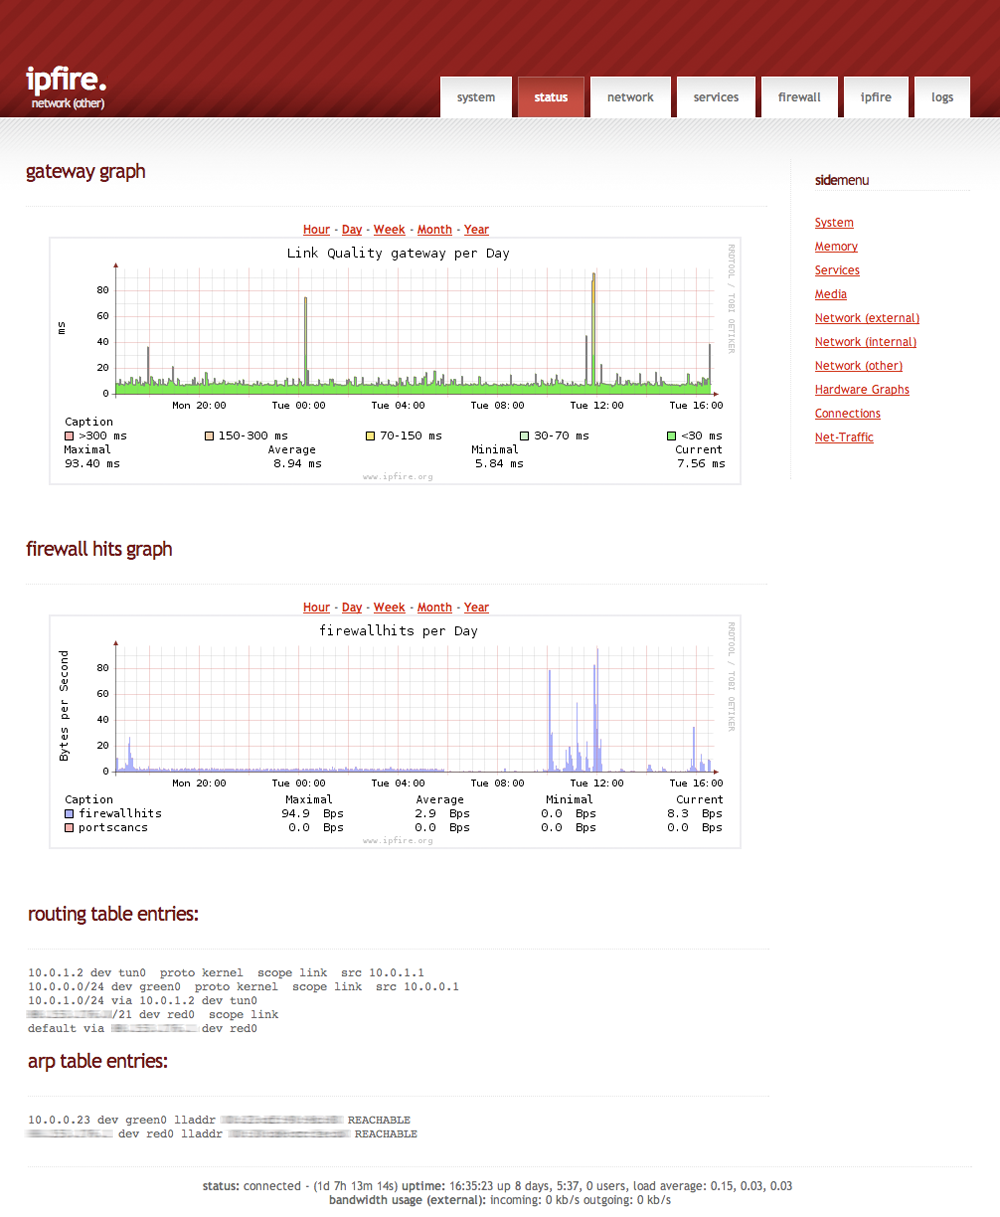 ipfire.
network (other)
system status network services firewall ipfire logs
gateway graph
Hour - Day - Week - Month - Year
Link Quality gateway per Day
RRDTOOL / TOBI OETIKER
ms
80
60
40
20
0
Mon 20:00 Tue 00:00 Tue 04:00 Tue 08:00 Tue 12:00 Tue 16:00
Caption
>300 ms 150-300 ms 70-150 ms 30-70 ms <30 ms
Maximal Average Minimal Current
93.40 ms 8.94 ms 5.84 ms 7.56 ms
www.ipfire.org
sidemenu
System
Memory
Services
Media
Network (external)
Network (internal)
Network (other)
Hardware Graphs
Connections
Net-Traffic
firewall hits graph
Hour - Day - Week - Month - Year
firewallhits per Day
RRDTOOL / TOBI OETIKER
Bytes per Second
80
60
40
20
0
Mon 20:00 Tue 00:00 Tue 04:00 Tue 08:00 Tue 12:00 Tue 16:00
Caption Maximal Average Minimal Current
firewallhits 94.9 Bps 2.9 Bps 0.0 Bps 8.3 Bps
portscancs 0.0 Bps 0.0 Bps 0.0 Bps 0.0 Bps
www.ipfire.org
routing table entries:
10.0.1.2 dev tun0 proto kernel scope link src 10.0.1.1
10.0.0.0/24 dev green0 proto kernel scope link src 10.0.0.1
10.0.1.0/24 via 10.0.1.2 dev tun0
/21 dev red0 scope link
default via dev red0
arp table entries:
10.0.0.23 dev green0 lladdr REACHABLE
dev red0 lladdr REACHABLE
status: connected - (1d 7h 13m 14s) uptime: 16:35:23 up 8 days, 5:37, 0 users, load average: 0.15, 0.03, 0.03
bandwidth usage (external): incoming: 0 kb/s outgoing: 0 kb/s